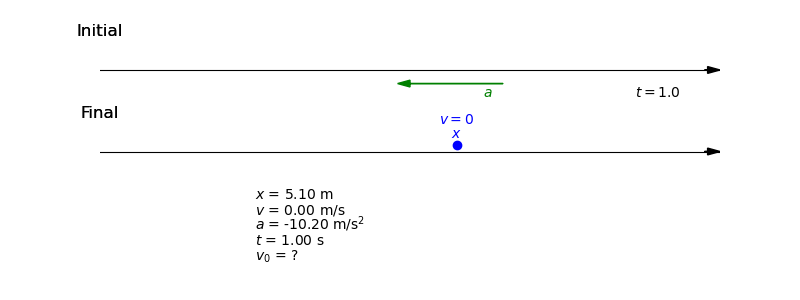 Initial
a
t = 1.0
Final
v = 0
x
x = 5.10 m
v = 0.00 m/s
a = -10.20 m/s²
t = 1.00 s
v₀ = ?